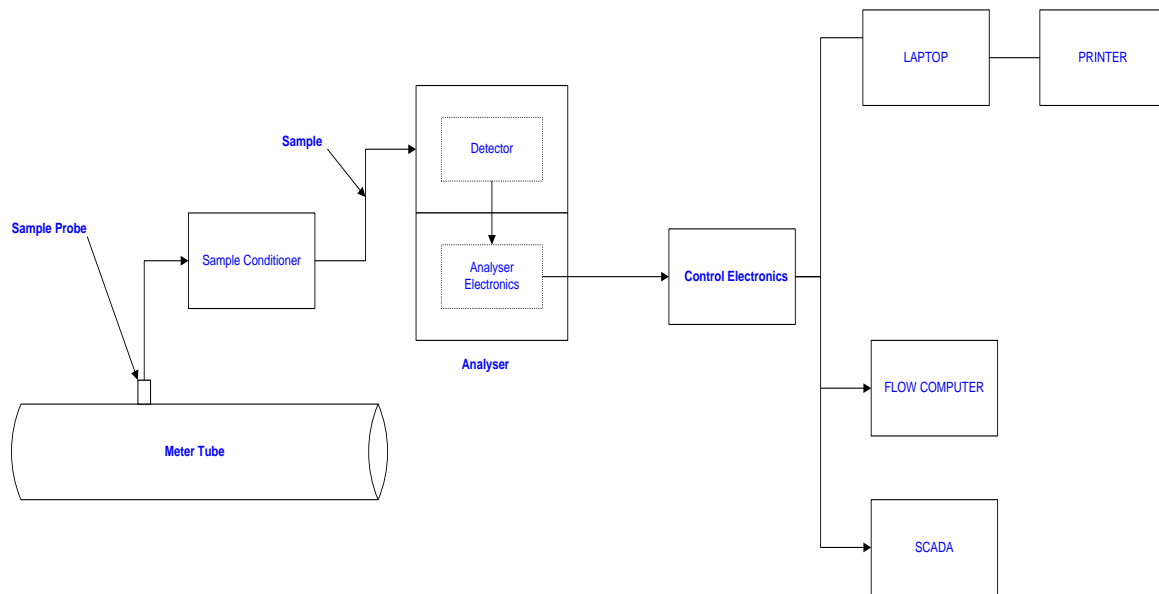 LAPTOP
PRINTER
Sample
Detector
Sample Probe
Sample Conditioner
Analyser
Electronics
Control Electronics
Analyser
FLOW COMPUTER
Meter Tube
SCADA